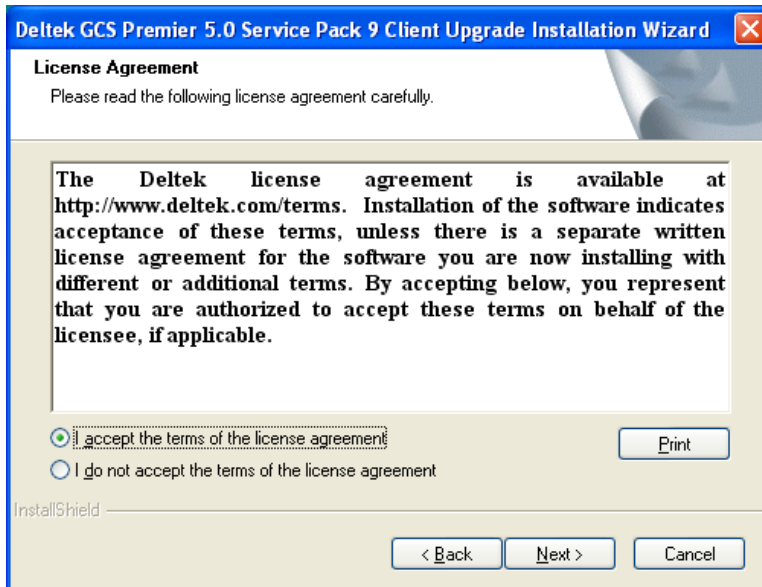 Deltek GCS Premier 5.0 Service Pack 9 Client Upgrade Installation Wizard
License Agreement
Please read the following license agreement carefully.
The Deltek license agreement is available at
http://www.deltek.com/terms. Installation of the software indicates
acceptance of these terms, unless there is a separate written
license agreement for the software you are now installing with
different or additional terms. By accepting below, you represent
that you are authorized to accept these terms on behalf of the
licensee, if applicable.
I accept the terms of the license agreement
Print
I do not accept the terms of the license agreement
InstallShield
< Back Next > Cancel